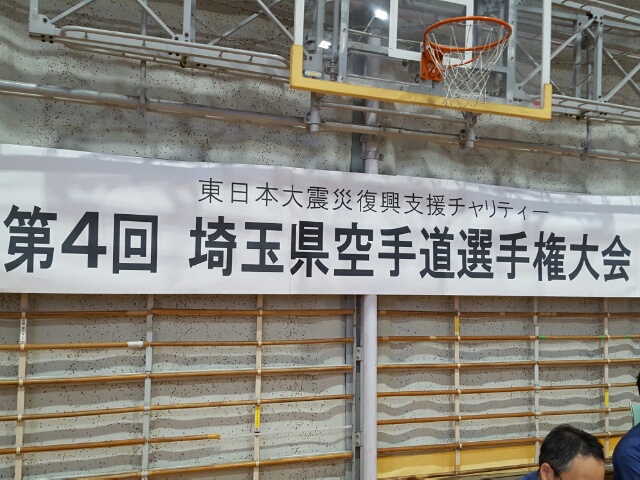 東日本大震災復興支援チャリティー
第4回 埼玉県空手道選手権大会